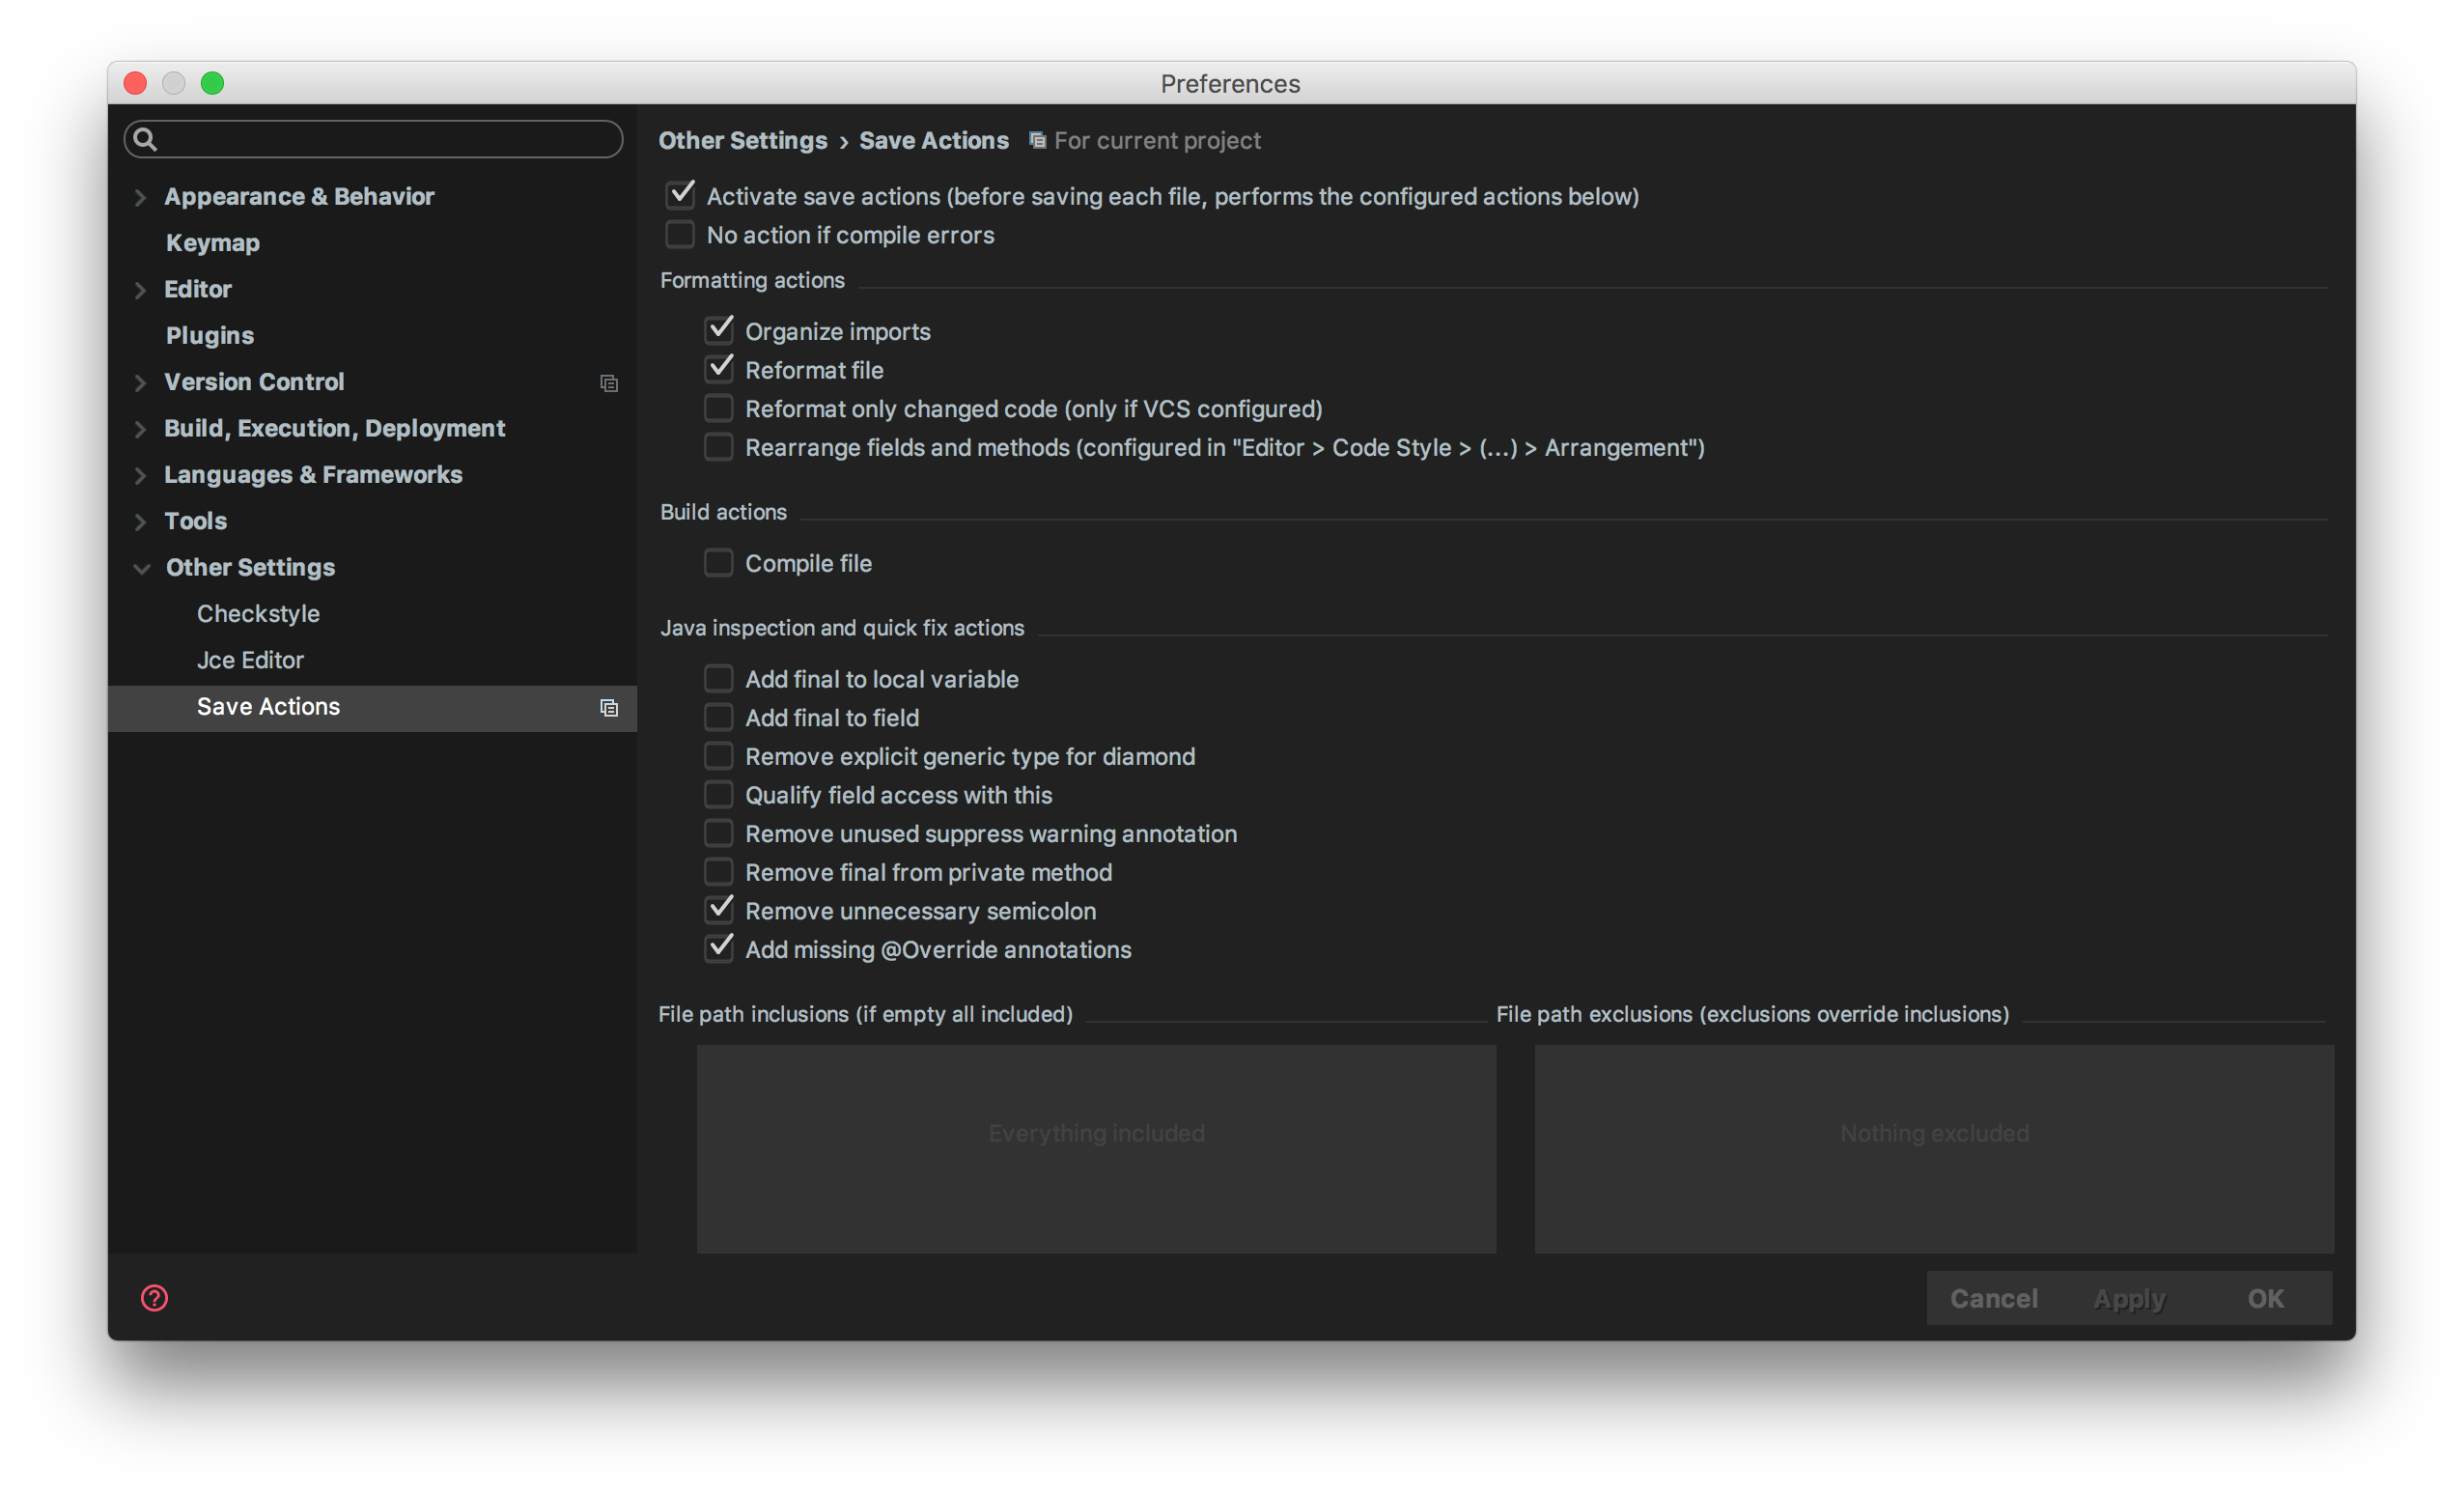 Preferences
Appearance & Behavior
Keymap
Editor
Plugins
Version Control
Build, Execution, Deployment
Languages & Frameworks
Tools
Other Settings
Checkstyle
Jce Editor
Save Actions
Other Settings › Save Actions For current project
Activate save actions (before saving each file, performs the configured actions below)
No action if compile errors
Formatting actions
Organize imports
Reformat file
Reformat only changed code (only if VCS configured)
Rearrange fields and methods (configured in "Editor > Code Style > (...) > Arrangement")
Build actions
Compile file
Java inspection and quick fix actions
Add final to local variable
Add final to field
Remove explicit generic type for diamond
Qualify field access with this
Remove unused suppress warning annotation
Remove final from private method
Remove unnecessary semicolon
Add missing @Override annotations
File path inclusions (if empty all included)
Everything included
File path exclusions (exclusions override inclusions)
Nothing excluded
?
Cancel
Apply
OK